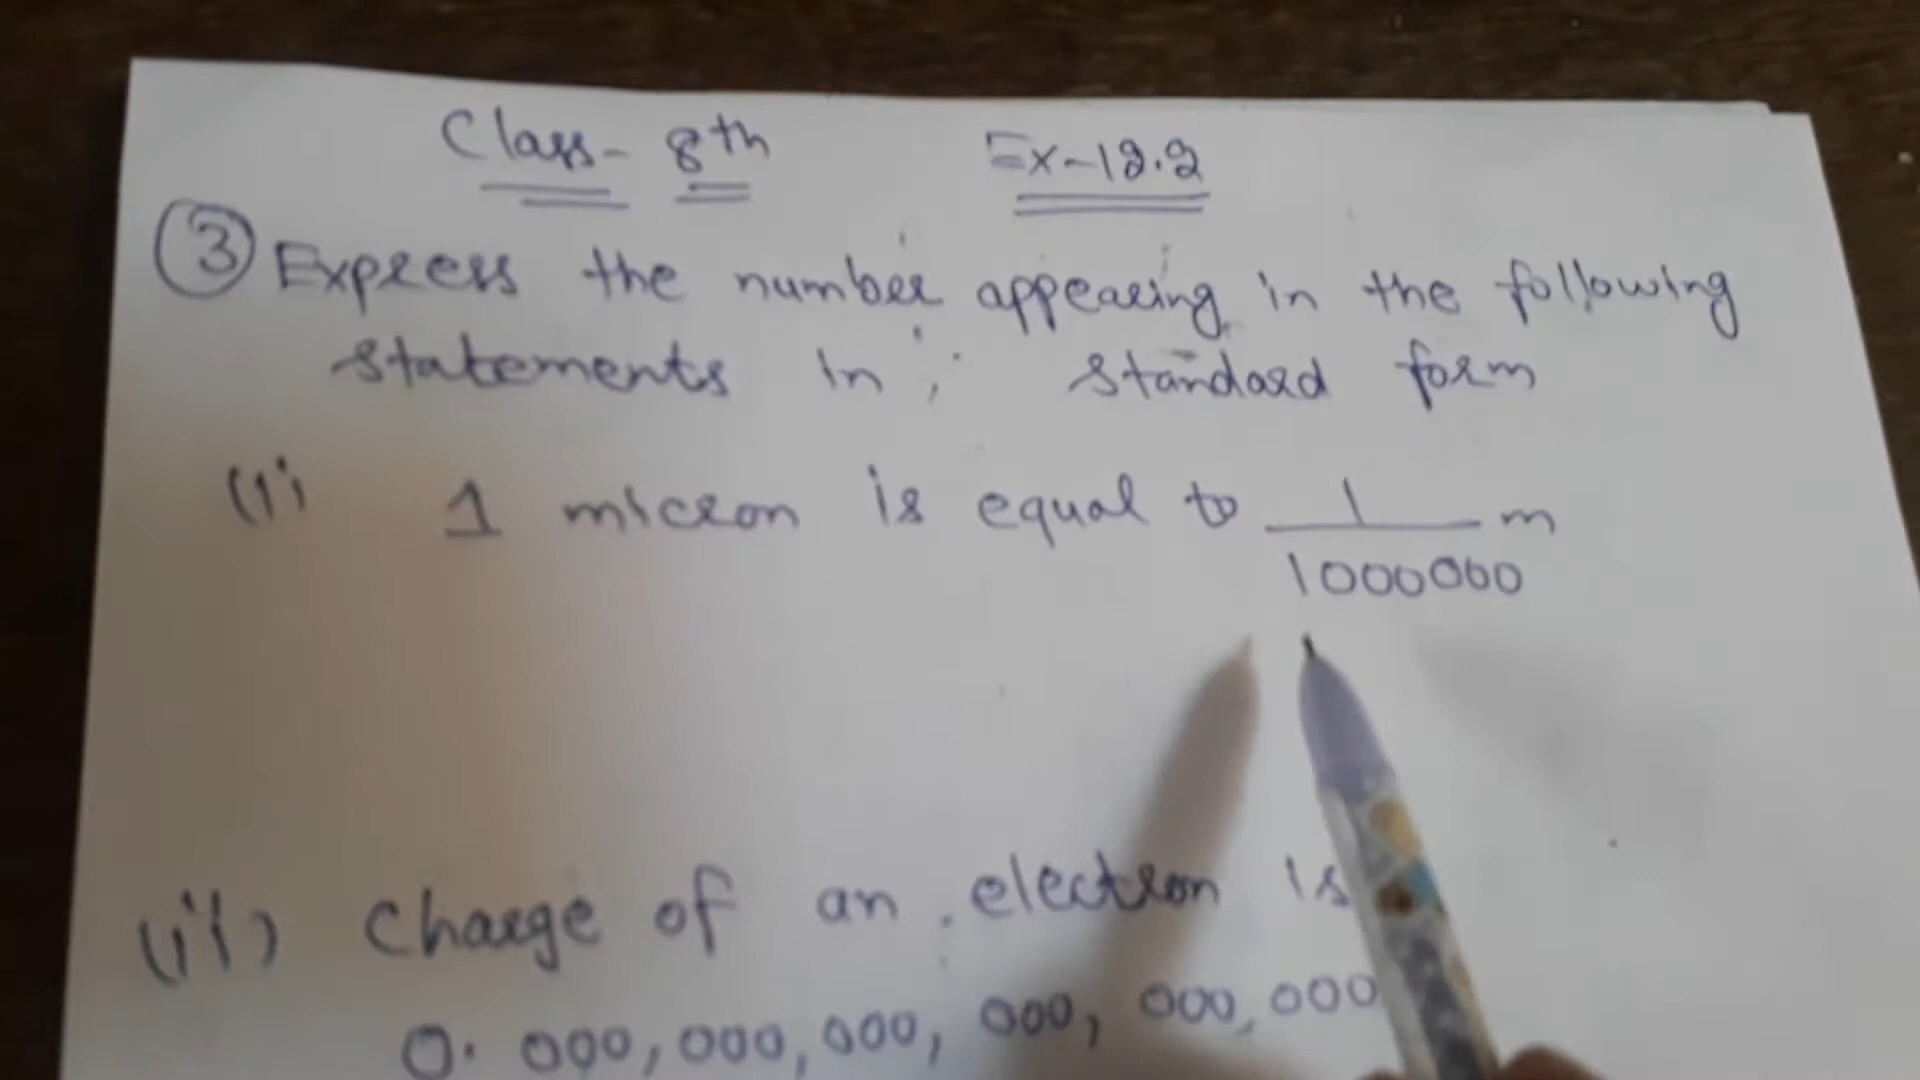 Class- 8th Ex-12.2
③ Express the number appearing in the following
statements in standard form
(i) 1 micron is equal to 1/1000000 m
(ii) Charge of an electron is
0.000,000,000,000,000,000